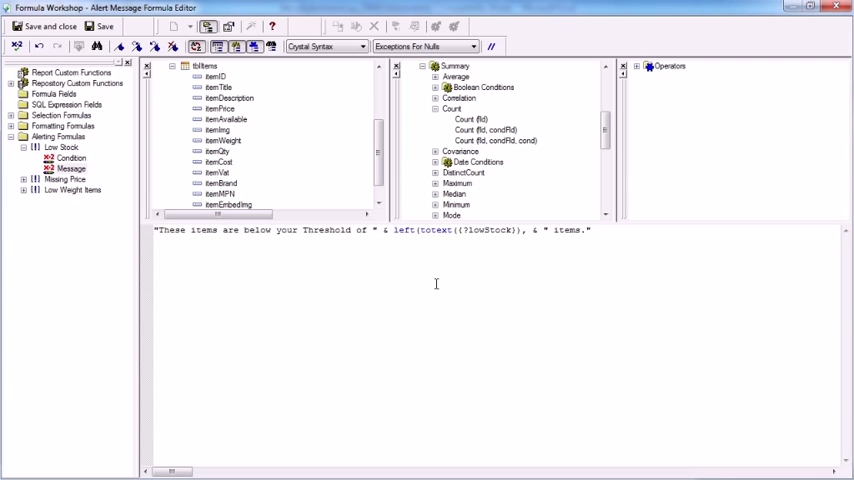 Formula Workshop - Alert Message Formula Editor
Save and close
Save
Crystal Syntax
Exceptions For Nulls
Report Custom Functions
Repository Custom Functions
Formula Fields
SQL Expression Fields
Selection Formulas
Formatting Formulas
Alerting Formulas
Low Stock
Condition
Message
Missing Price
Low Weight Items
tblItems
itemID
itemTitle
itemDescription
itemPrice
itemAvailable
itemImg
itemWeight
itemQty
itemCost
itemVat
itemBrand
itemMPN
itemEmbedImg
Summary
Average
Boolean Conditions
Correlation
Count
Count (fld)
Count (fld, condFld)
Count (fld, condFld, cond)
Covariance
Date Conditions
DistinctCount
Maximum
Median
Minimum
Mode
Operators
"These items are below your Threshold of " & left(totext({?lowStock}), & " items."